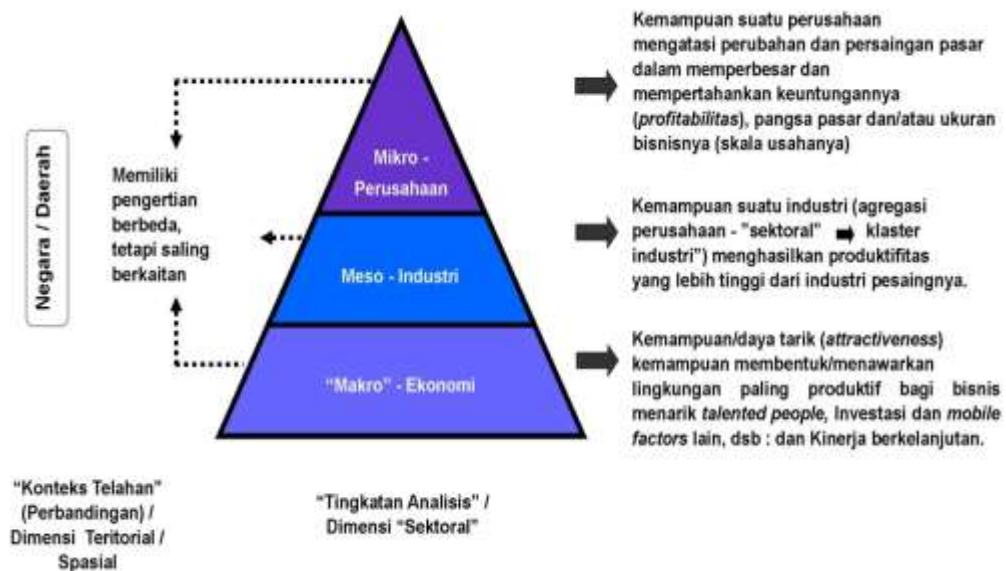 Negara / Daerah
Memiliki
pengertian
berbeda,
tetapi saling
berkaitan
Mikro -
Perusahaan
Meso - Industri
“Makro” - Ekonomi
Kemampuan suatu perusahaan
mengatasi perubahan dan persaingan pasar
dalam memperbesar dan
mempertahankan keuntungannya
(profitabilitas), pangsa pasar dan/atau ukuran
bisnisnya (skala usahanya)
Kemampuan suatu industri (agregasi
perusahaan - "sektoral" ➡ klaster
industri”) menghasilkan produktifitas
yang lebih tinggi dari industri pesaingnya.
Kemampuan/daya tarik (attractiveness)
kemampuan membentuk/menawarkan
lingkungan paling produktif bagi bisnis
menarik talented people, Investasi dan mobile
factors lain, dsb : dan Kinerja berkelanjutan.
“Konteks Telahan”
(Perbandingan) /
Dimensi Teritorial /
Spasial
“Tingkatan Analisis” /
Dimensi “Sektoral”